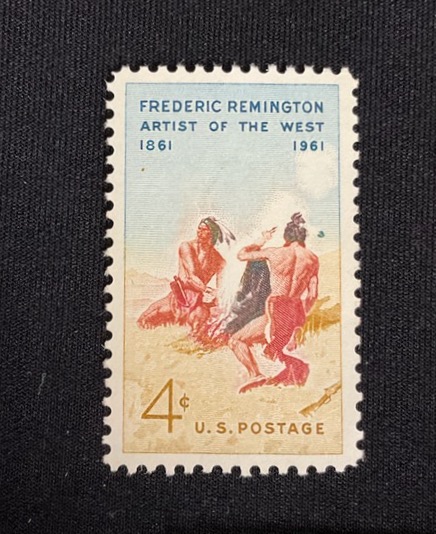 FREDERIC REMINGTON
ARTIST OF THE WEST
1861 1961
4¢ U.S. POSTAGE